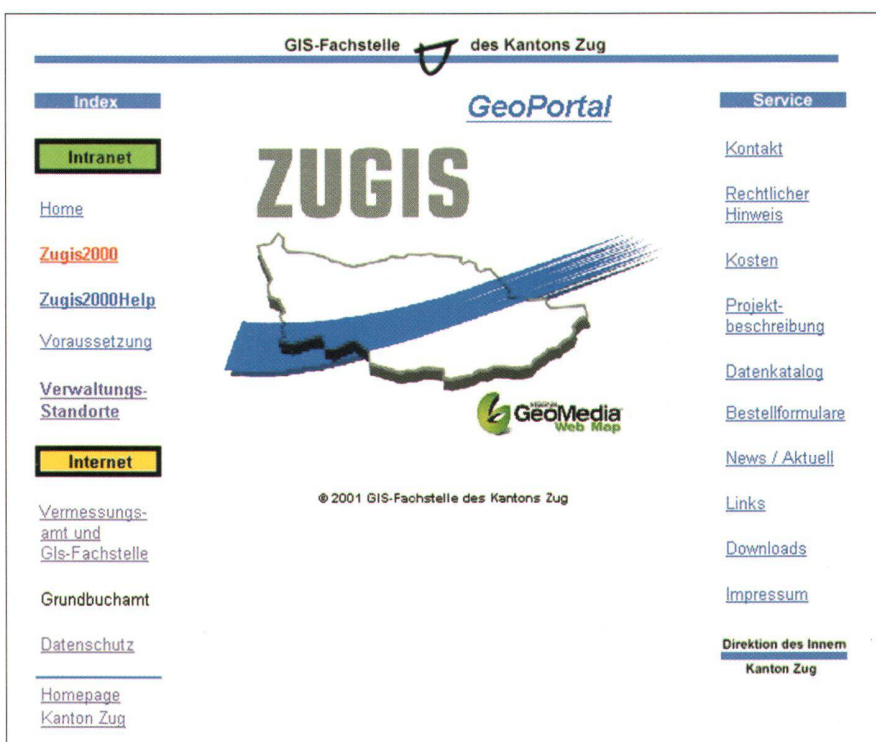 GIS-Fachstelle des Kantons Zug
Index
Intranet
Home
Zugis2000
Zugis2000Help
Voraussetzung
Verwaltungs-
Standorte
Internet
Vermessungs-
amt und
GIs-Fachstelle
Grundbuchamt
Datenschutz
Homepage
Kanton Zug
GeoPortal
ZUGIS
GeoMedia
Web Map
© 2001 GIS-Fachstelle des Kantons Zug
Service
Kontakt
Rechtlicher
Hinweis
Kosten
Projekt-
beschreibung
Datenkatalog
Bestellformulare
News / Aktuell
Links
Downloads
Impressum
Direktion des Innern
Kanton Zug